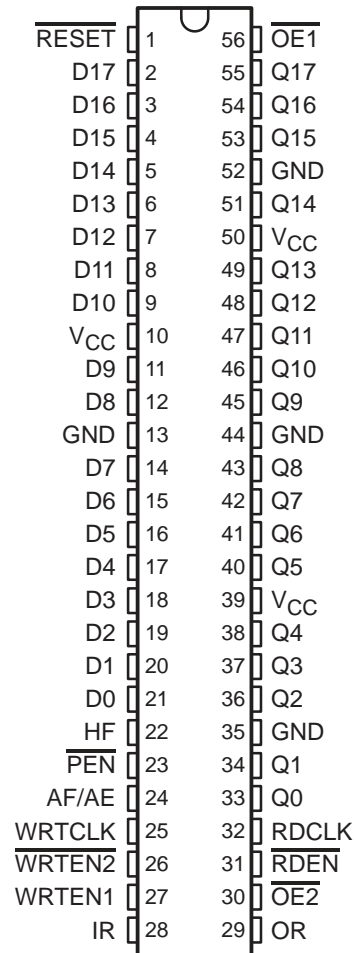 RESET 1 56 OE1
D17 2 55 Q17
D16 3 54 Q16
D15 4 53 Q15
D14 5 52 GND
D13 6 51 Q14
D12 7 50 VCC
D11 8 49 Q13
D10 9 48 Q12
VCC 10 47 Q11
D9 11 46 Q10
D8 12 45 Q9
GND 13 44 GND
D7 14 43 Q8
D6 15 42 Q7
D5 16 41 Q6
D4 17 40 Q5
D3 18 39 VCC
D2 19 38 Q4
D1 20 37 Q3
D0 21 36 Q2
HF 22 35 GND
PEN 23 34 Q1
AF/AE 24 33 Q0
WRTCLK 25 32 RDCLK
WRTEN2 26 31 RDEN
WRTEN1 27 30 OE2
IR 28 29 OR